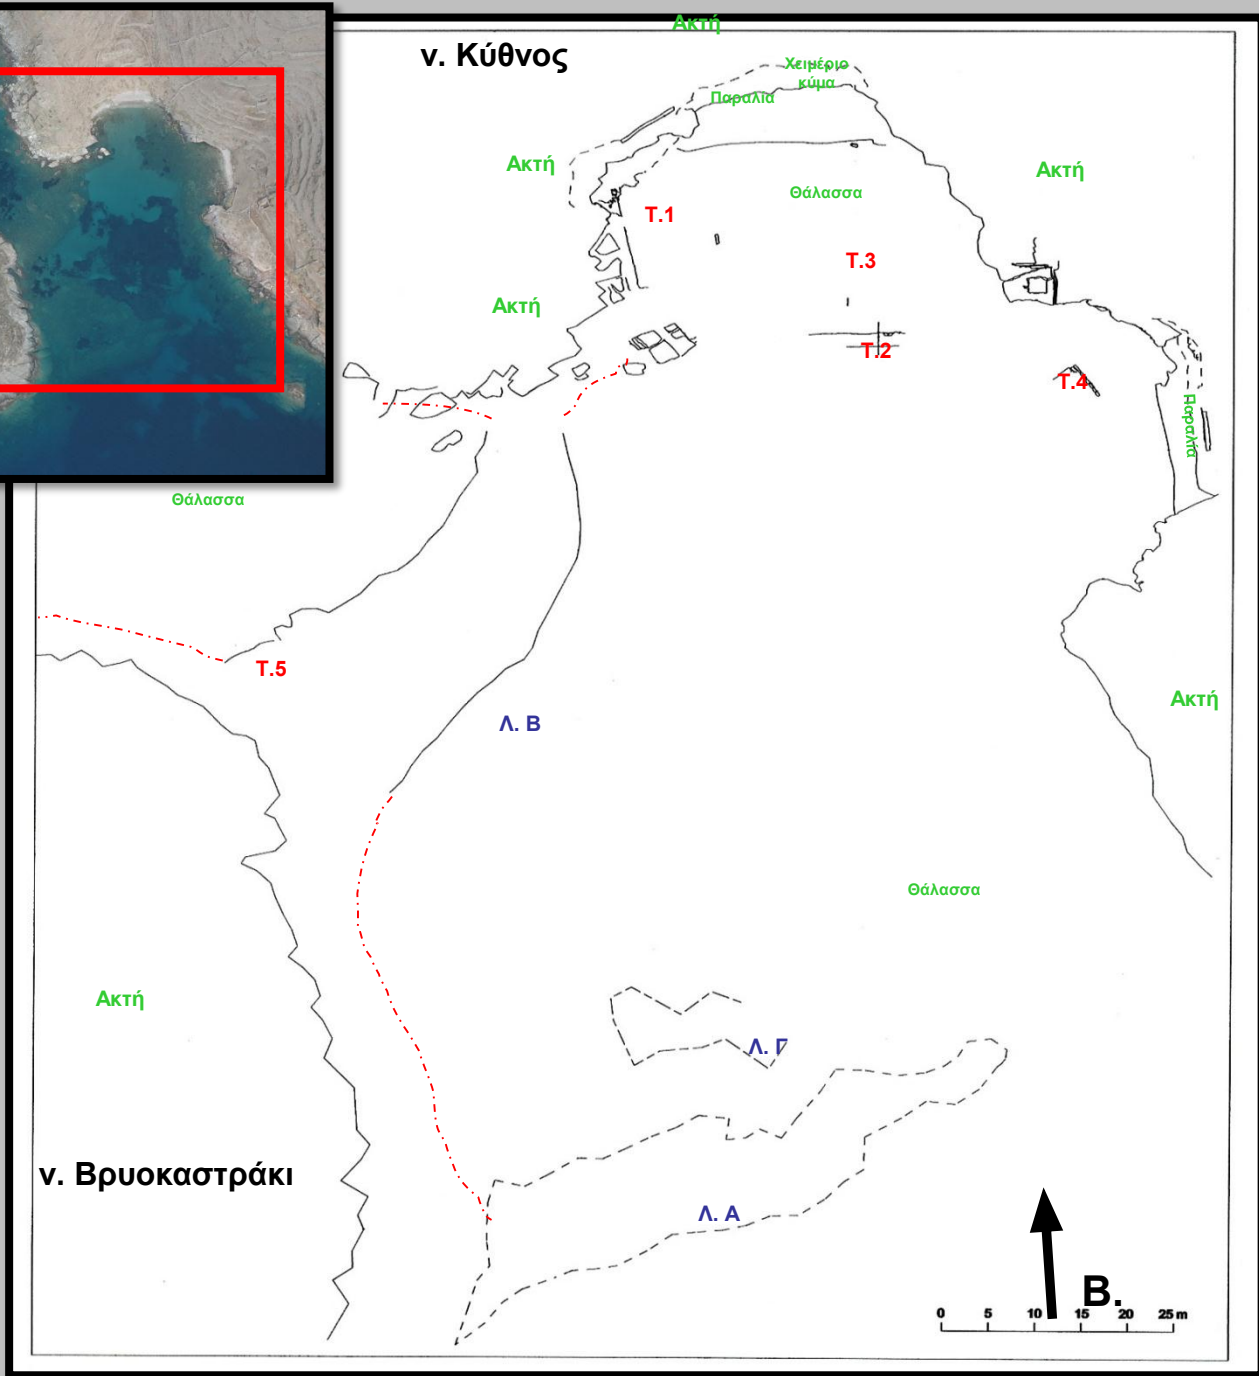 Ακτή
ν. Κύθνος
Χειμέριο
κύμα
Παραλία
Ακτή
Ακτή
Θάλασσα
Τ.1
Τ.3
Ακτή
Τ.2
Τ.4
Παραλία
Θάλασσα
Τ.5
Λ. Β
Ακτή
Θάλασσα
Ακτή
Λ. Γ
ν. Βρυοκαστράκι
Λ. Α
Β.
0 5 10 15 20 25 m